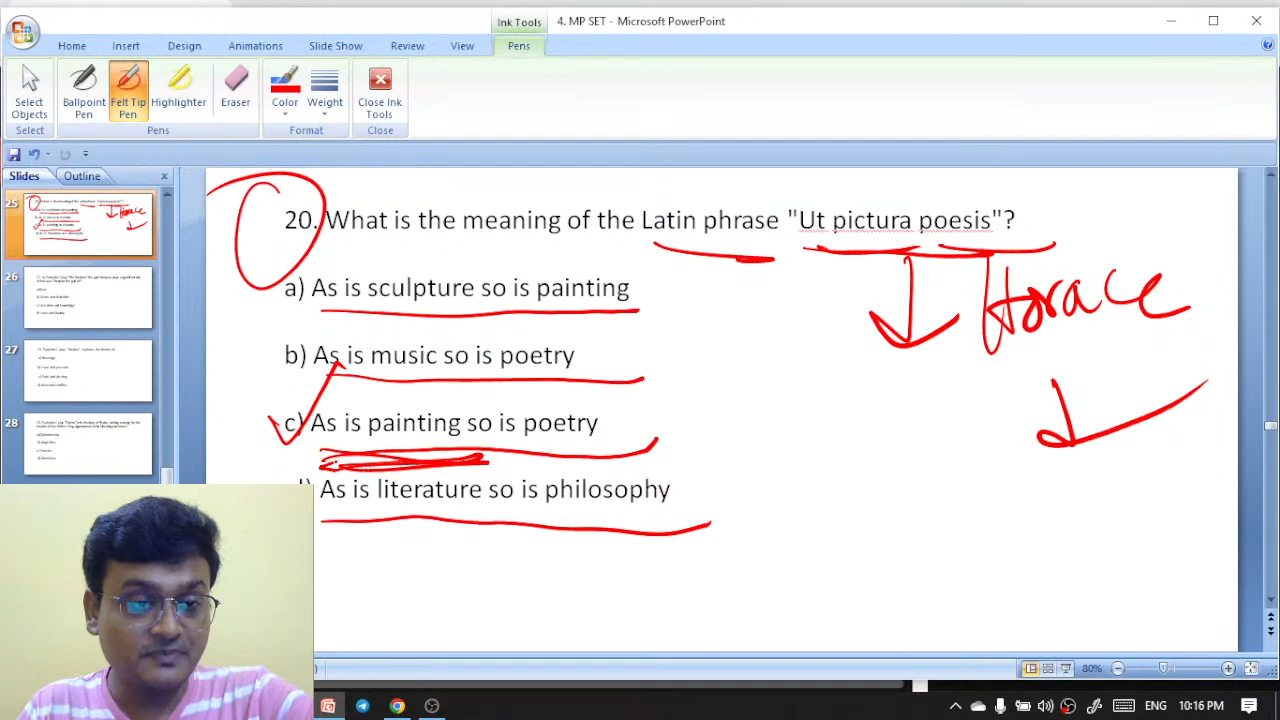 Ink Tools
4. MP SET - Microsoft PowerPoint
Home Insert Design Animations Slide Show Review View Pens
Select Objects
Ballpoint Pen
Felt Tip Pen
Highlighter
Eraser
Color
Weight
Close Ink Tools
Select Pens Format Close
Slides Outline
25
26
27
28
20. What is the meaning of the Latin phrase "Ut pictura poesis"?
Horace
a) As is sculpture so is painting
b) As is music so is poetry
c) As is painting so is poetry
d) As is literature so is philosophy
80%
10:16 PM